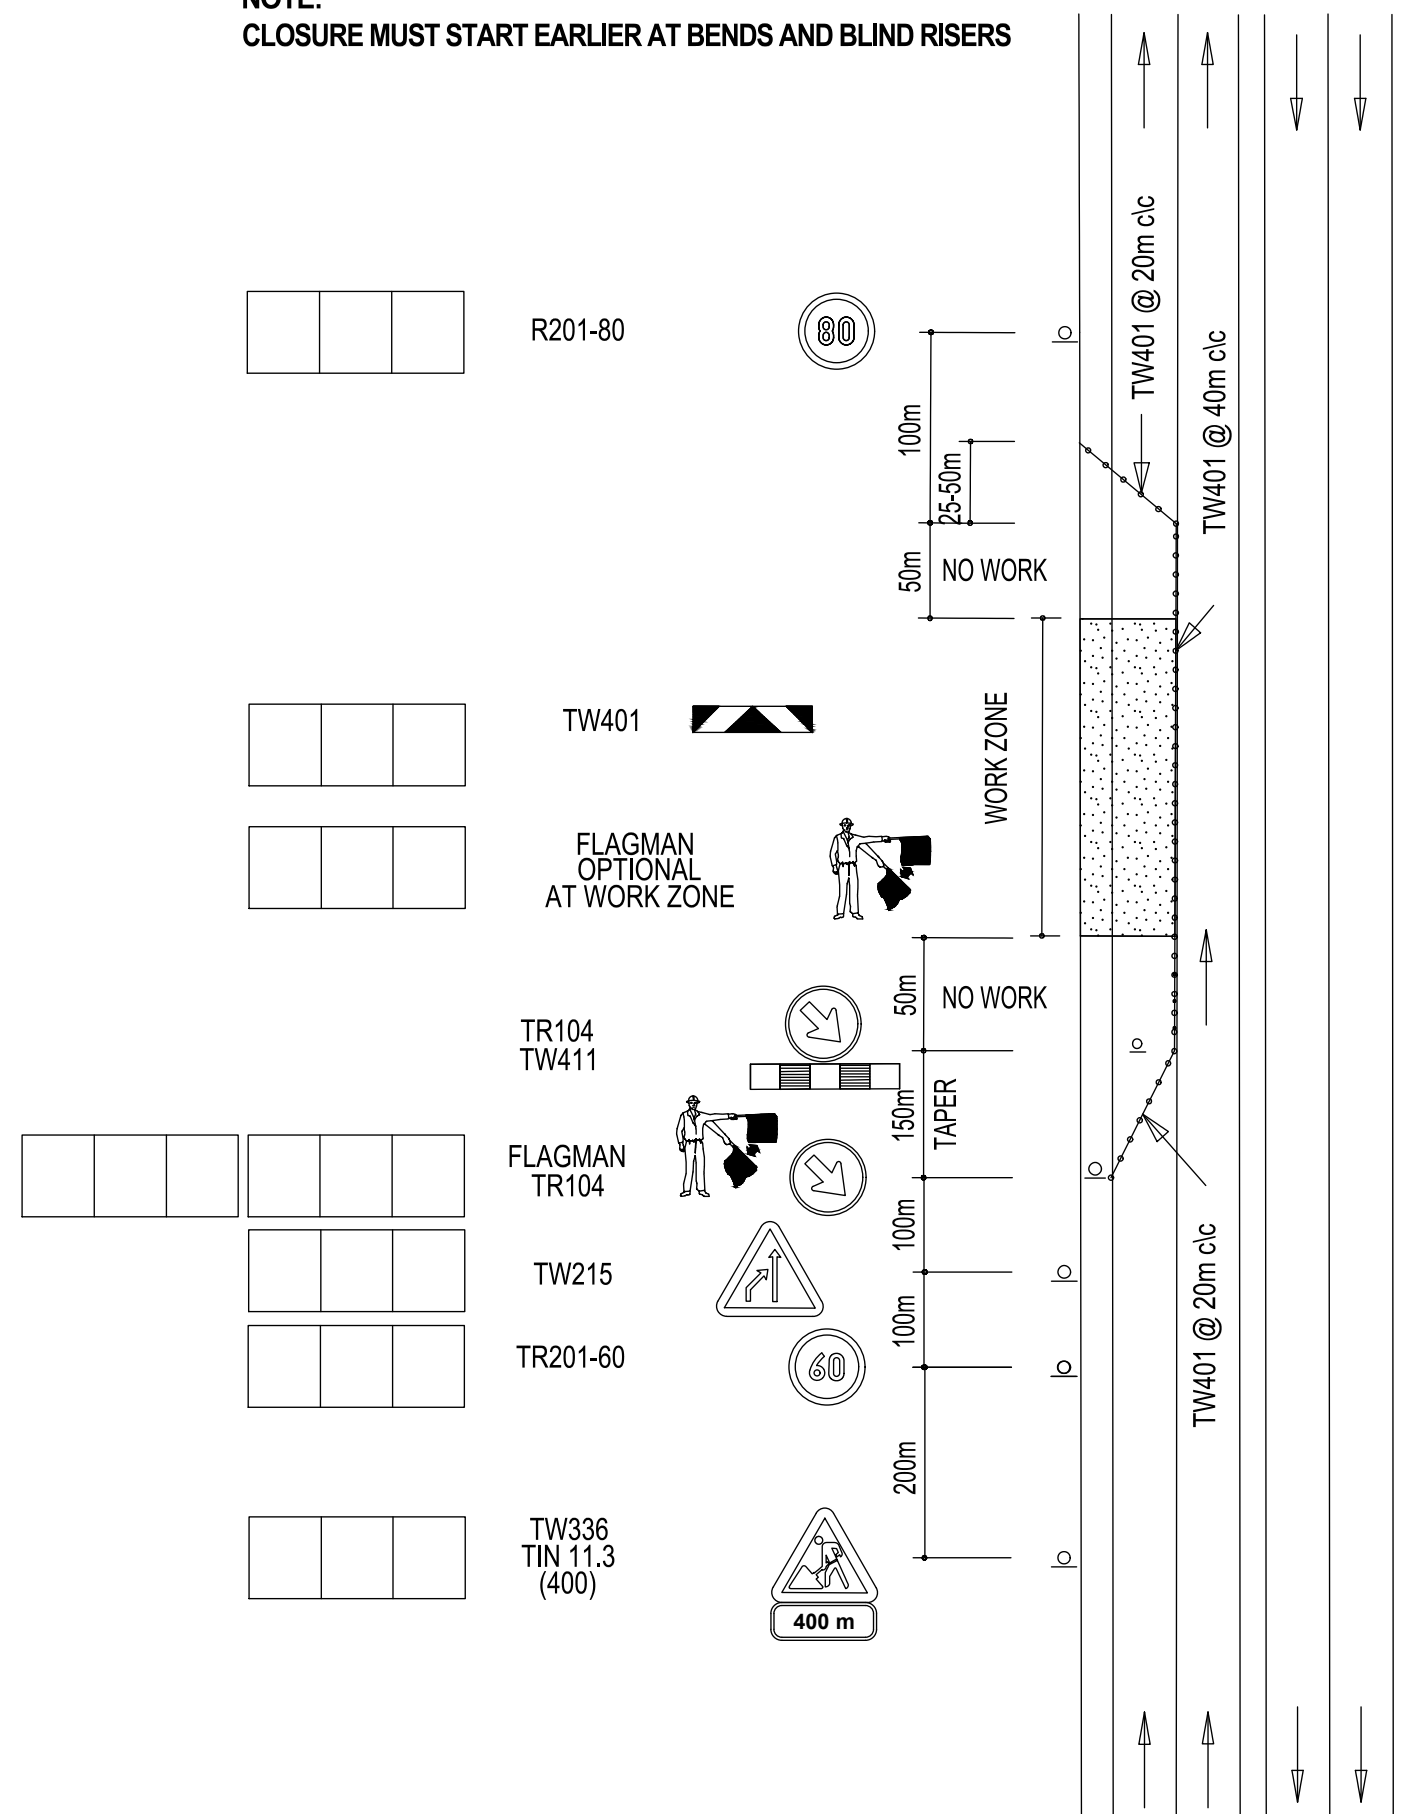 NOTE:
CLOSURE MUST START EARLIER AT BENDS AND BLIND RISERS
R201-80
80
100m
25-50m
50m
NO WORK
TW401 @ 20m c\c
TW401 @ 40m c\c
TW401
WORK ZONE
FLAGMAN
OPTIONAL
AT WORK ZONE
50m
NO WORK
TR104
TW411
150m
TAPER
FLAGMAN
TR104
100m
TW215
100m
TW401 @ 20m c\c
TR201-60
60
200m
TW336
TIN 11.3
(400)
400 m